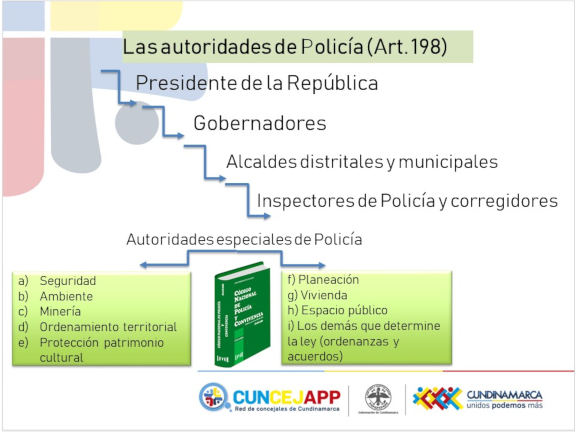 Las autoridades de Policía (Art.198)
Presidente de la República
Gobernadores
Alcaldes distritales y municipales
Inspectores de Policía y corregidores
Autoridades especiales de Policía
a) Seguridad
b) Ambiente
c) Minería
d) Ordenamiento territorial
e) Protección patrimonio
cultural
CÓDIGO
NACIONAL
DE POLICÍA
Y
CONVIVENCIA
f) Planeación
g) Vivienda
h) Espacio público
i) Los demás que determine
la ley (ordenanzas y
acuerdos)
CUNCEJAPP
Red de concejales de Cundinamarca
CUNDINAMARCA
unidos podemos más